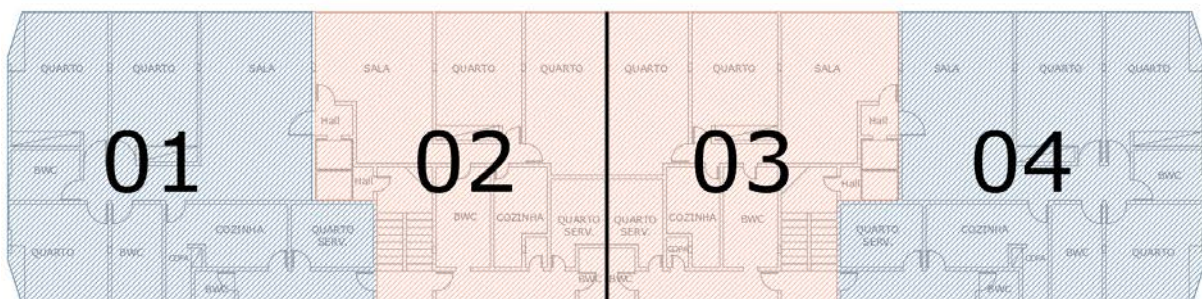 QUARTO QUARTO SALA SALA QUARTO QUARTO QUARTO QUARTO SALA SALA QUARTO QUARTO
Hall Hall
01 02 03 04
BWC Hall Hall BWC
QUARTO BWC COPA COZINHA QUARTO SERV. BWC COZINHA QUARTO SERV. QUARTO SERV. COZINHA BWC QUARTO SERV. COZINHA COPA BWC QUARTO
COPA
BWC BWC BWC BWC